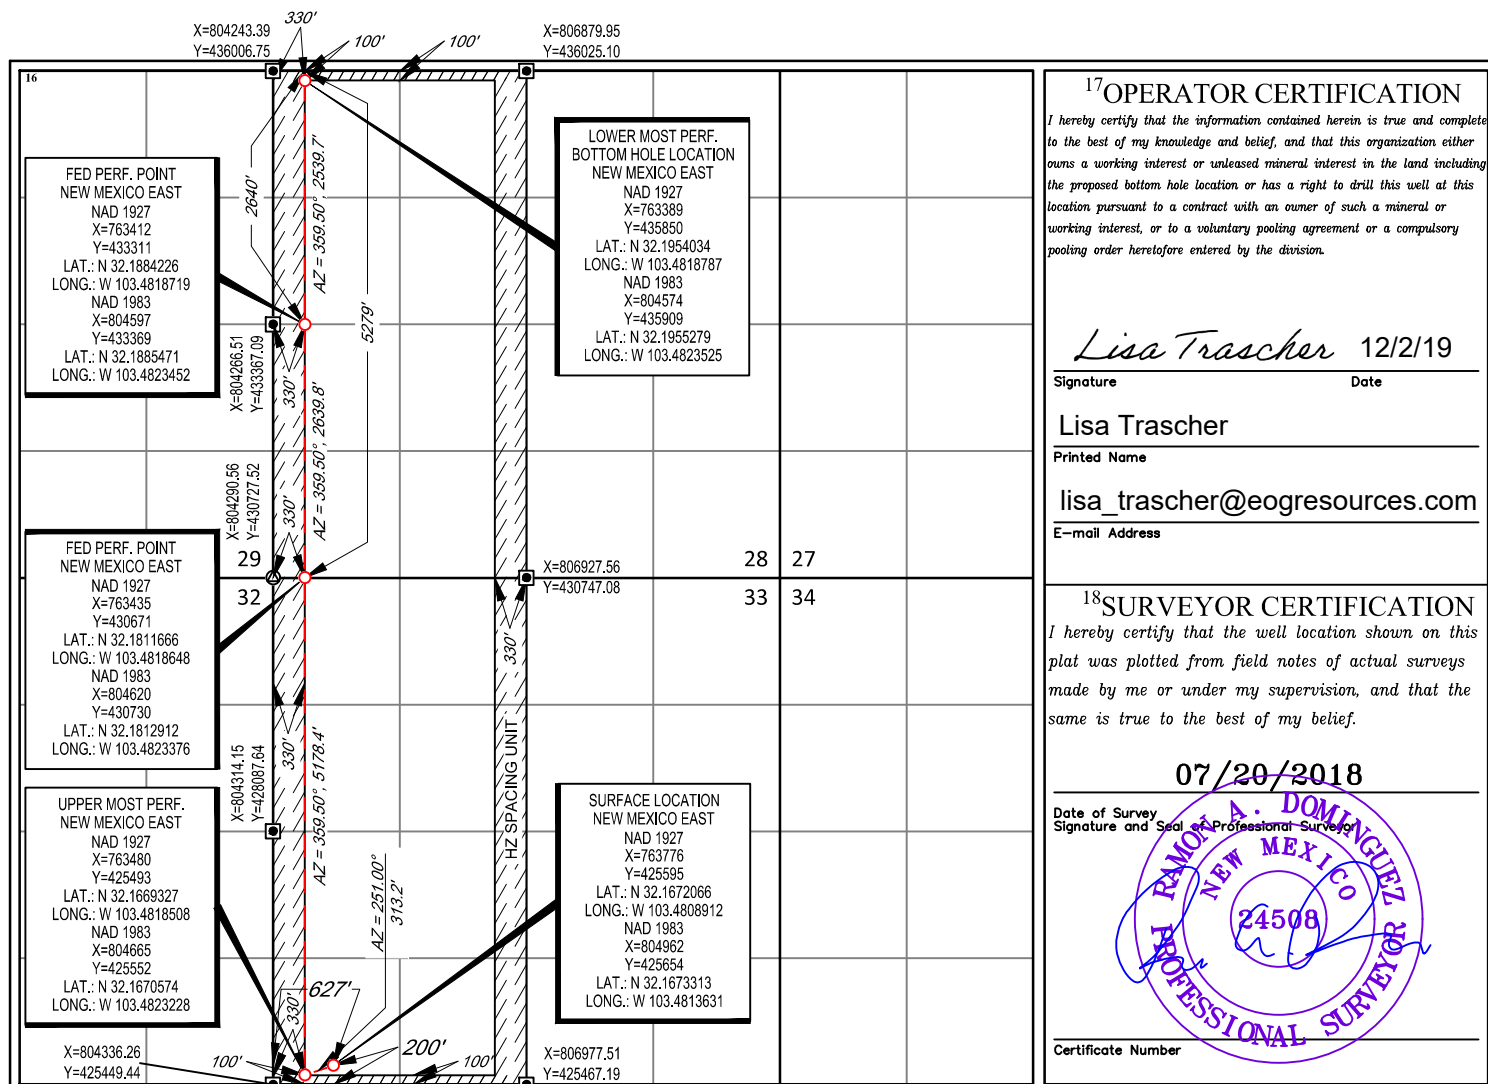 330'
X=804243.39
Y=436006.75
100'
100'
X=806879.95
Y=436025.10
16
FED PERF. POINT
NEW MEXICO EAST
NAD 1927
X=763412
Y=433311
LAT.: N 32.1884226
LONG.: W 103.4818719
NAD 1983
X=804597
Y=433369
LAT.: N 32.1885471
LONG.: W 103.4823452
2640'
AZ = 359.50°, 2539.7'
5279'
LOWER MOST PERF.
BOTTOM HOLE LOCATION
NEW MEXICO EAST
NAD 1927
X=763389
Y=435850
LAT.: N 32.1954034
LONG.: W 103.4818787
NAD 1983
X=804574
Y=435909
LAT.: N 32.1955279
LONG.: W 103.4823525
X=804266.51
Y=433367.09
330'
AZ = 359.50°, 2639.8'
X=804290.56
Y=430727.52
330'
FED PERF. POINT
NEW MEXICO EAST
NAD 1927
X=763435
Y=430671
LAT.: N 32.1811666
LONG.: W 103.4818648
NAD 1983
X=804620
Y=430730
LAT.: N 32.1812912
LONG.: W 103.4823376
29
32
X=806927.56
Y=430747.08
28
27
33
34
330'
X=804314.15
Y=428087.64
330'
AZ = 359.50°, 5178.4'
HZ SPACING UNIT
UPPER MOST PERF.
NEW MEXICO EAST
NAD 1927
X=763480
Y=425493
LAT.: N 32.1669327
LONG.: W 103.4818508
NAD 1983
X=804665
Y=425552
LAT.: N 32.1670574
LONG.: W 103.4823228
AZ = 251.00°
313.2'
SURFACE LOCATION
NEW MEXICO EAST
NAD 1927
X=763776
Y=425595
LAT.: N 32.1672066
LONG.: W 103.4808912
NAD 1983
X=804962
Y=425654
LAT.: N 32.1673313
LONG.: W 103.4813631
627'
330'
200'
100'
100'
X=804336.26
Y=425449.44
X=806977.51
Y=425467.19
17 OPERATOR CERTIFICATION
I hereby certify that the information contained herein is true and complete
to the best of my knowledge and belief, and that this organization either
owns a working interest or unleased mineral interest in the land including
the proposed bottom hole location or has a right to drill this well at this
location pursuant to a contract with an owner of such a mineral or
working interest, or to a voluntary pooling agreement or a compulsory
pooling order heretofore entered by the division.
Lisa Trascher 12/2/19
Signature Date
Lisa Trascher
Printed Name
lisa_trascher@eogresources.com
E-mail Address
18 SURVEYOR CERTIFICATION
I hereby certify that the well location shown on this
plat was plotted from field notes of actual surveys
made by me or under my supervision, and that the
same is true to the best of my belief.
07/20/2018
Date of Survey
Signature and Seal of Professional Surveyor
RAMON A. DOMINGUEZ
NEW MEXICO
24508
PROFESSIONAL SURVEYOR
Certificate Number